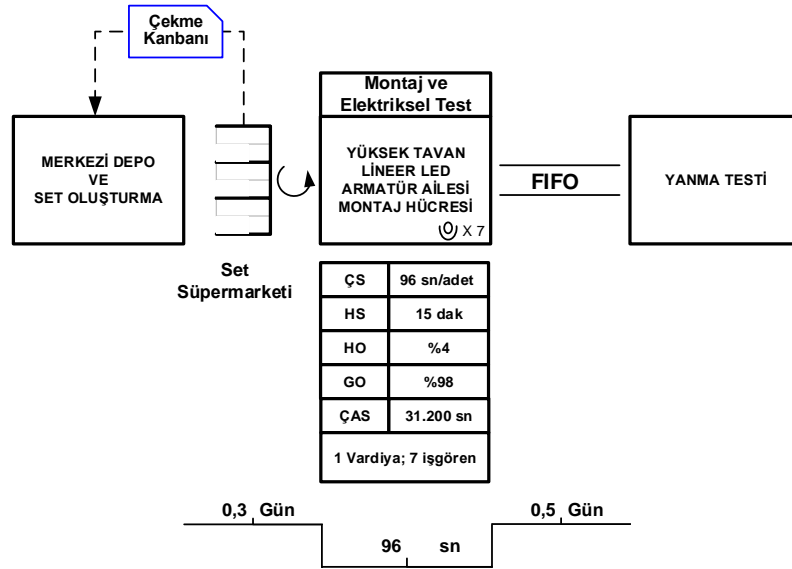 Çekme
Kanbanı
MERKEZİ DEPO
VE
SET OLUŞTURMA
Set
Süpermarketi
Montaj ve
Elektriksel Test
YÜKSEK TAVAN
LİNEER LED
ARMATÜR AİLESİ
MONTAJ HÜCRESİ
X 7
FIFO
YANMA TESTİ
ÇS 96 sn/adet
HS 15 dak
HO %4
GO %98
ÇAS 31.200 sn
1 Vardiya; 7 işgören
0,3 Gün
96 sn
0,5 Gün